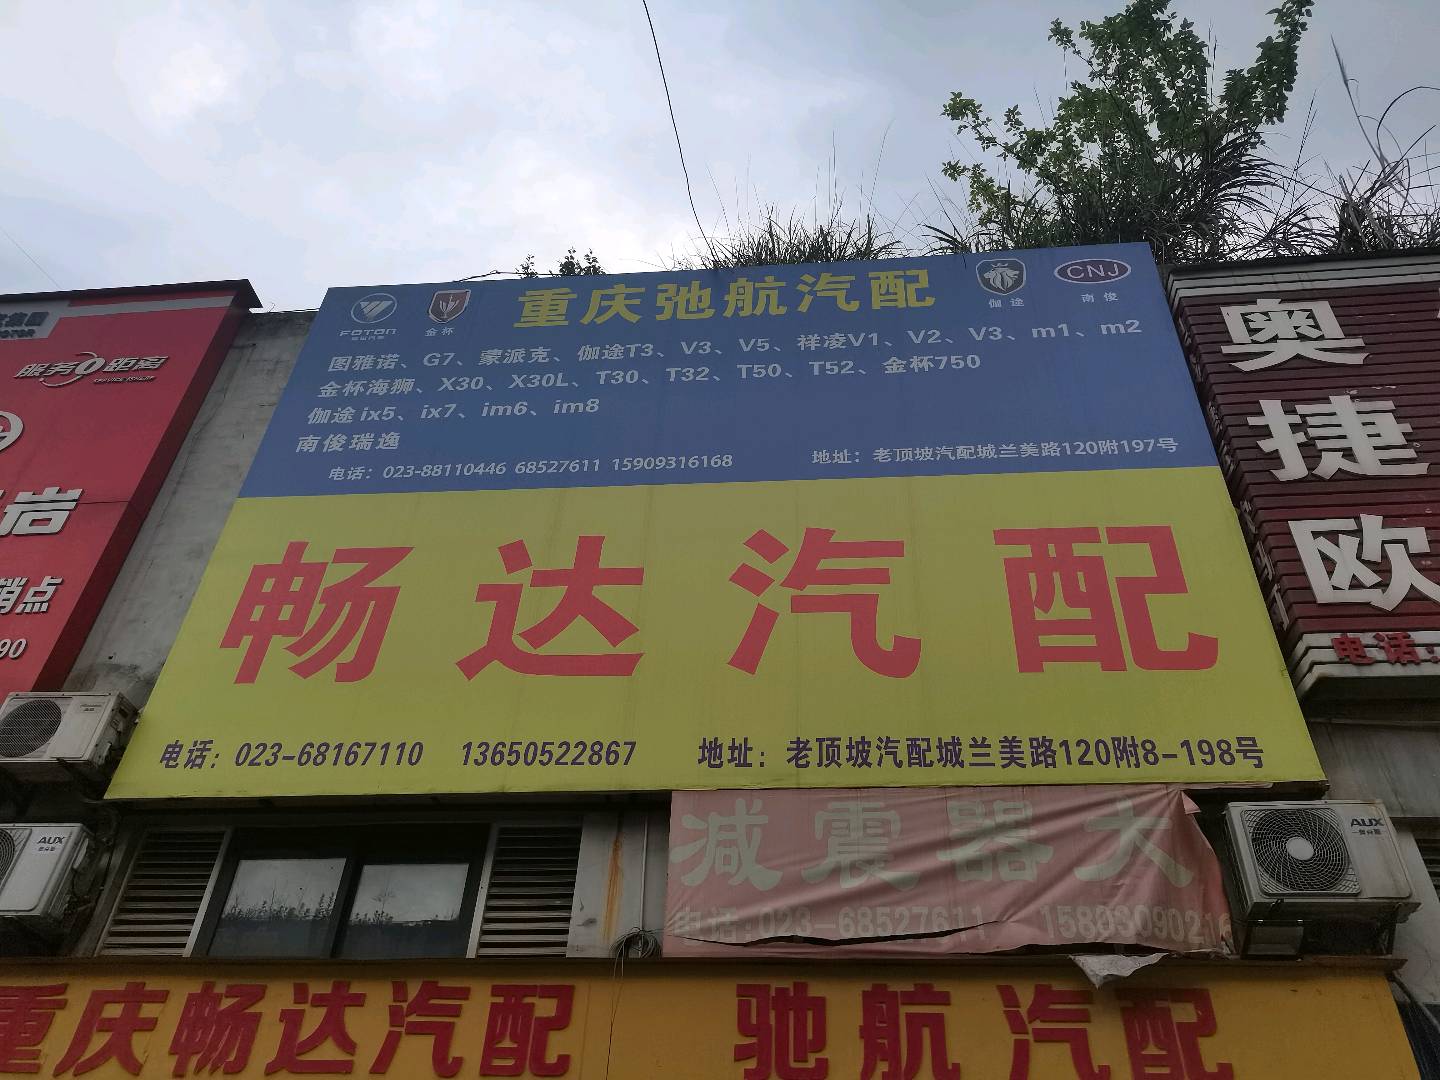 重庆弛航汽配
FOTON
金杯
伽途
CNJ
南俊
图雅诺、G7、蒙派克、伽途T3、V3、V5、祥凌V1、V2、V3、m1、m2
金杯海狮、X30、X30L、T30、T32、T50、T52、金杯750
伽途 ix5、ix7、im6、im8
南俊瑞逸
电话：023-88110446 68527611 15909316168
地址：老顶坡汽配城兰美路120附197号
畅达汽配
电话：023-68167110 13650522867
地址：老顶坡汽配城兰美路120附8-198号
减震器大
电话:023-68527611
重庆畅达汽配
驰航汽配
服务0距离
岩
销点
90
奥捷欧
电话:
AUX
AUX